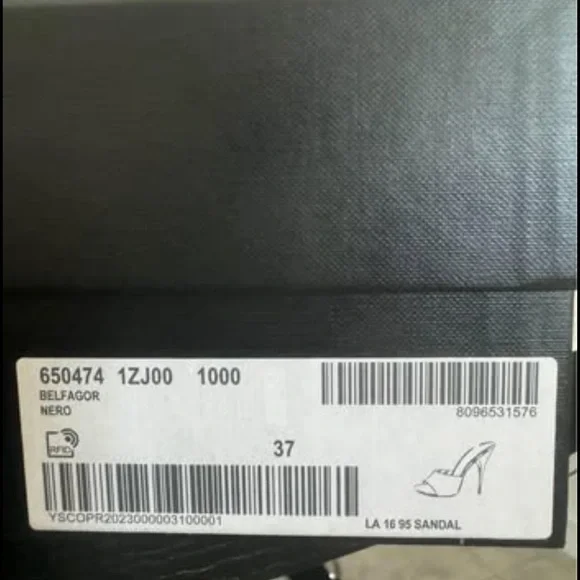 650474 1ZJ00 1000
BELFAGOR
NERO
8096531576
RFID
37
YSCOPR2023000003100001
LA 16 95 SANDAL